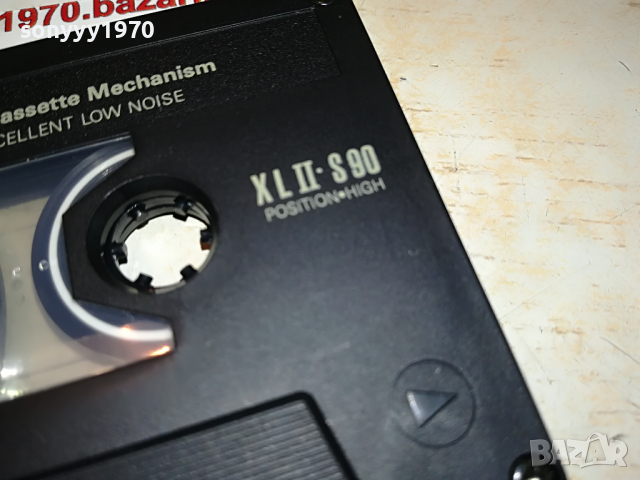 1970.bazar
sonyyy1970
assette Mechanism
CELLENT LOW NOISE
XL II·S90
POSITION•HIGH
BAZAR